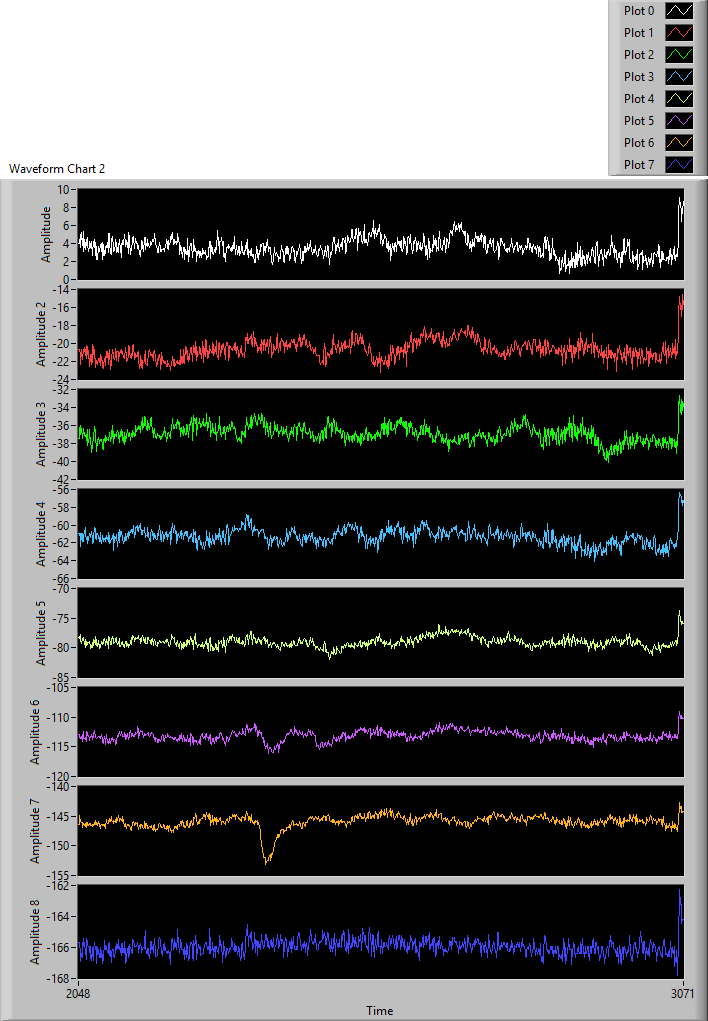 Plot 0
Plot 1
Plot 2
Plot 3
Plot 4
Plot 5
Plot 6
Plot 7
Waveform Chart 2
Amplitude
10
8
6
4
2
0
Amplitude 2
-14
-16
-18
-20
-22
-24
Amplitude 3
-32
-34
-36
-38
-40
-42
Amplitude 4
-56
-58
-60
-62
-64
-66
Amplitude 5
-70
-75
-80
-85
Amplitude 6
-105
-110
-115
-120
Amplitude 7
-140
-145
-150
-155
Amplitude 8
-162
-164
-166
-168
2048 3071
Time